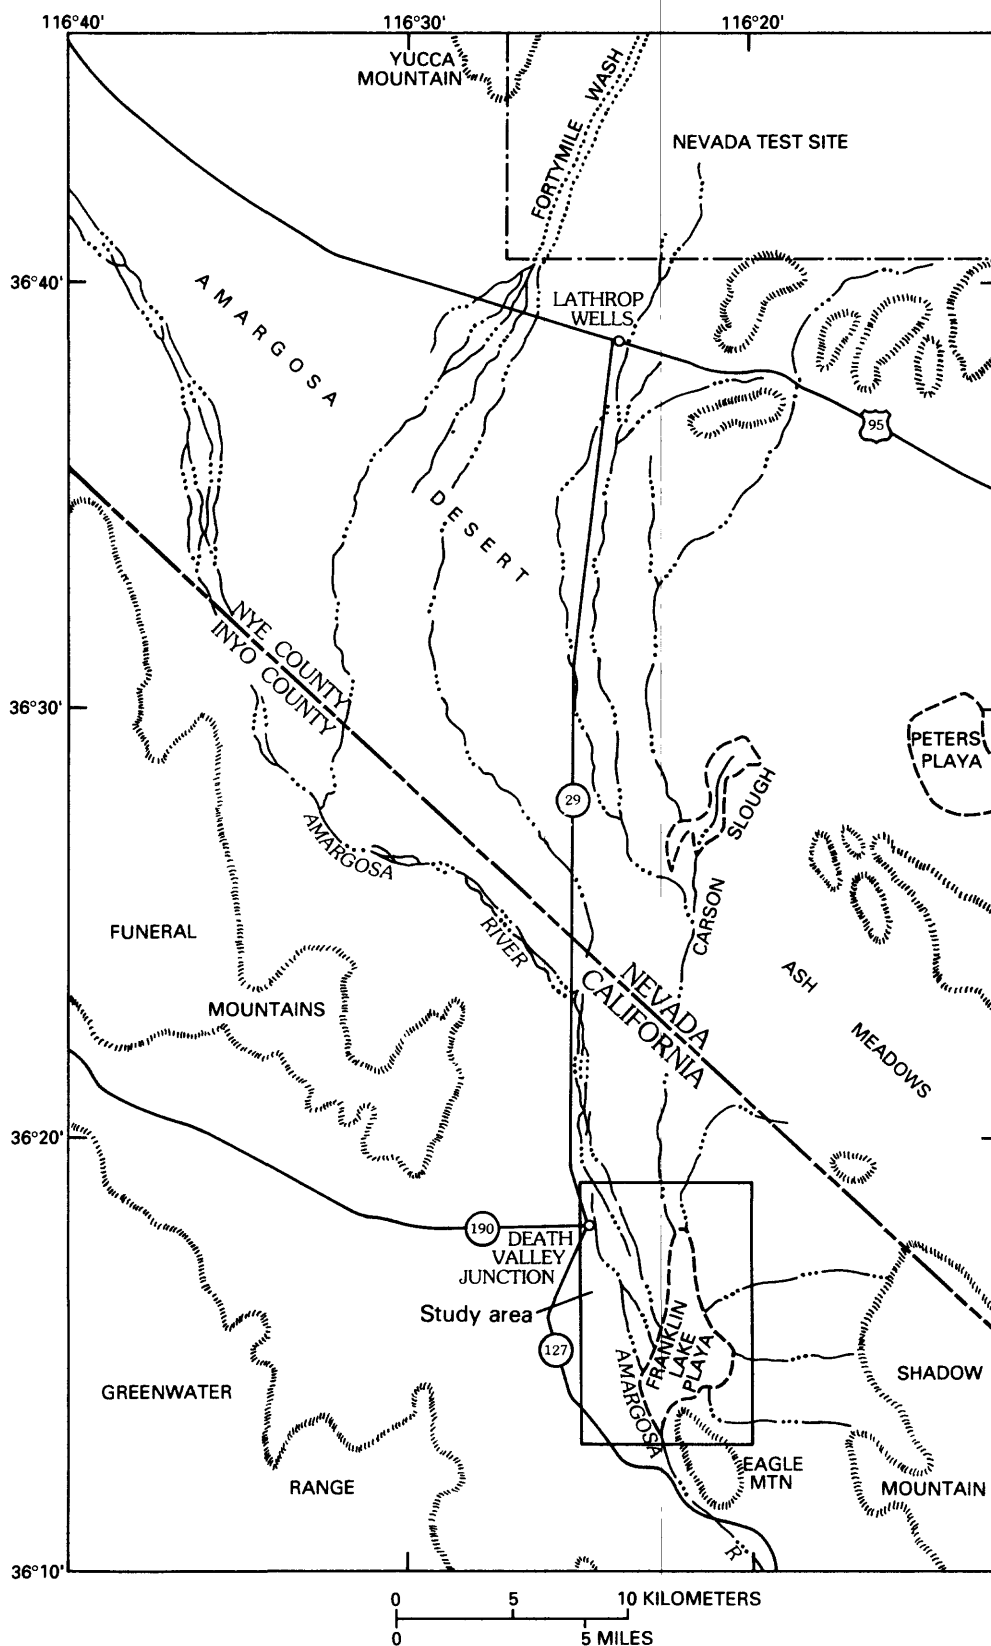 116°40'
116°30'
116°20'
YUCCA
MOUNTAIN
FORTYMILE WASH
NEVADA TEST SITE
36°40'
AMARGOSA
LATHROP
WELLS
95
DESERT
NYE COUNTY
INYO COUNTY
36°30'
PETERS
PLAYA
29
SLOUGH
AMARGOSA
CARSON
FUNERAL
RIVER
ASH
NEVADA
CALIFORNIA
MOUNTAINS
MEADOWS
36°20'
190
DEATH
VALLEY
JUNCTION
Study area
127
FRANKLIN
LAKE
PLAYA
AMARGOSA
SHADOW
GREENWATER
EAGLE
MTN
RANGE
MOUNTAIN
R
36°10'
0 5 10 KILOMETERS
0 5 MILES